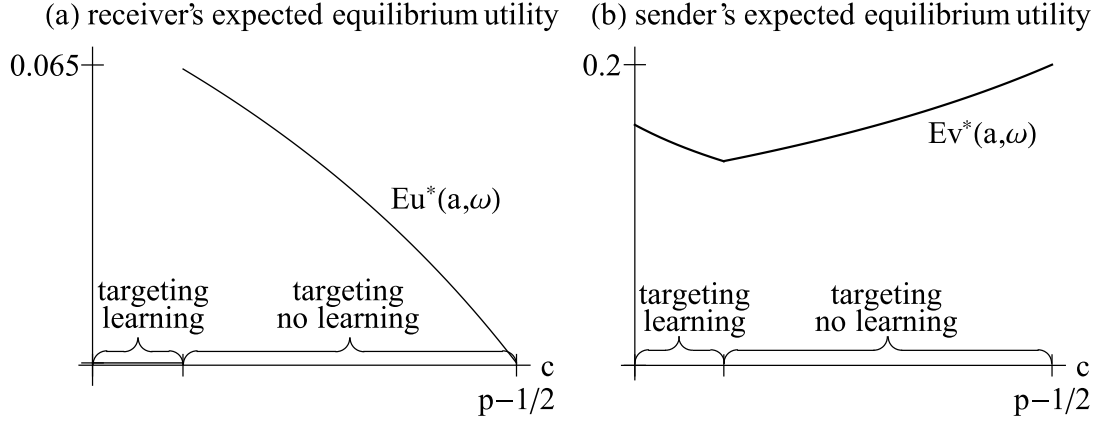 (a) receiver's expected equilibrium utility
0.065
Eu*(a,ω)
targeting
learning
targeting
no learning
c
p−1/2
(b) sender's expected equilibrium utility
0.2
Ev*(a,ω)
targeting
learning
targeting
no learning
c
p−1/2